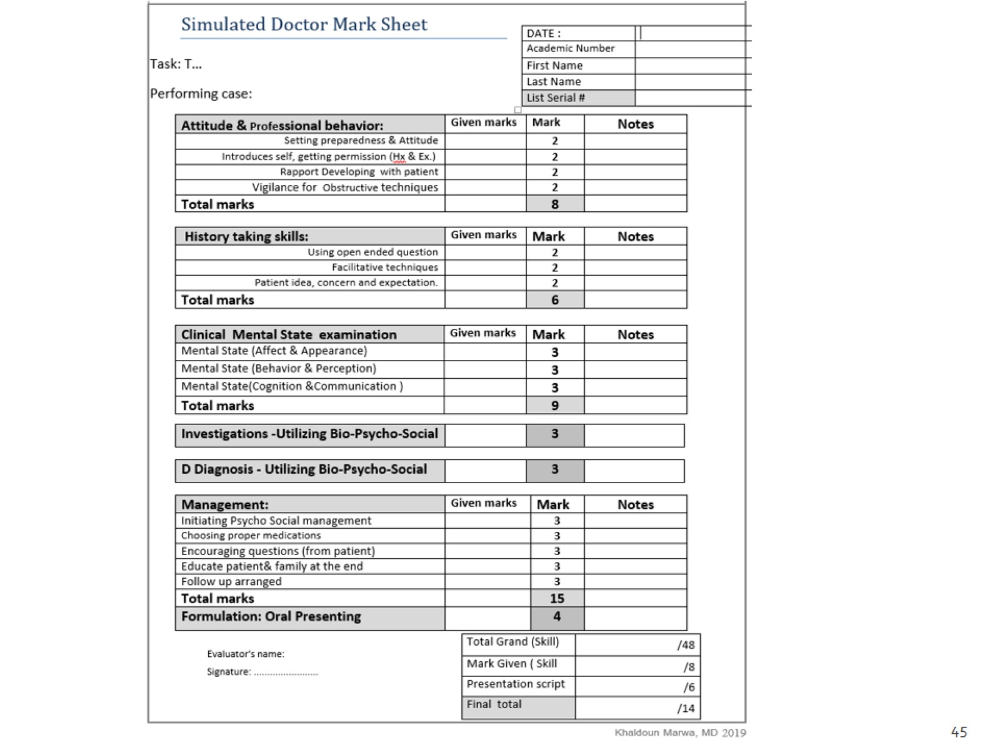 Simulated Doctor Mark Sheet
DATE :
Academic Number
First Name
Last Name
List Serial #
Task: T...
Performing case:
Attitude & Professional behavior: Given marks Mark Notes
Setting preparedness & Attitude 2
Introduces self, getting permission (Hx & Ex.) 2
Rapport Developing with patient 2
Vigilance for Obstructive techniques 2
Total marks 8
History taking skills: Given marks Mark Notes
Using open ended question 2
Facilitative techniques 2
Patient idea, concern and expectation. 2
Total marks 6
Clinical Mental State examination Given marks Mark Notes
Mental State (Affect & Appearance) 3
Mental State (Behavior & Perception) 3
Mental State(Cognition &Communication ) 3
Total marks 9
Investigations -Utilizing Bio-Psycho-Social 3
D Diagnosis - Utilizing Bio-Psycho-Social 3
Management: Given marks Mark Notes
Initiating Psycho Social management 3
Choosing proper medications 3
Encouraging questions (from patient) 3
Educate patient& family at the end 3
Follow up arranged 3
Total marks 15
Formulation: Oral Presenting 4
Evaluator's name:
Signature: ..........................
Total Grand (Skill) /48
Mark Given ( Skill /8
Presentation script /6
Final total /14
Khaldoun Marwa, MD 2019
45